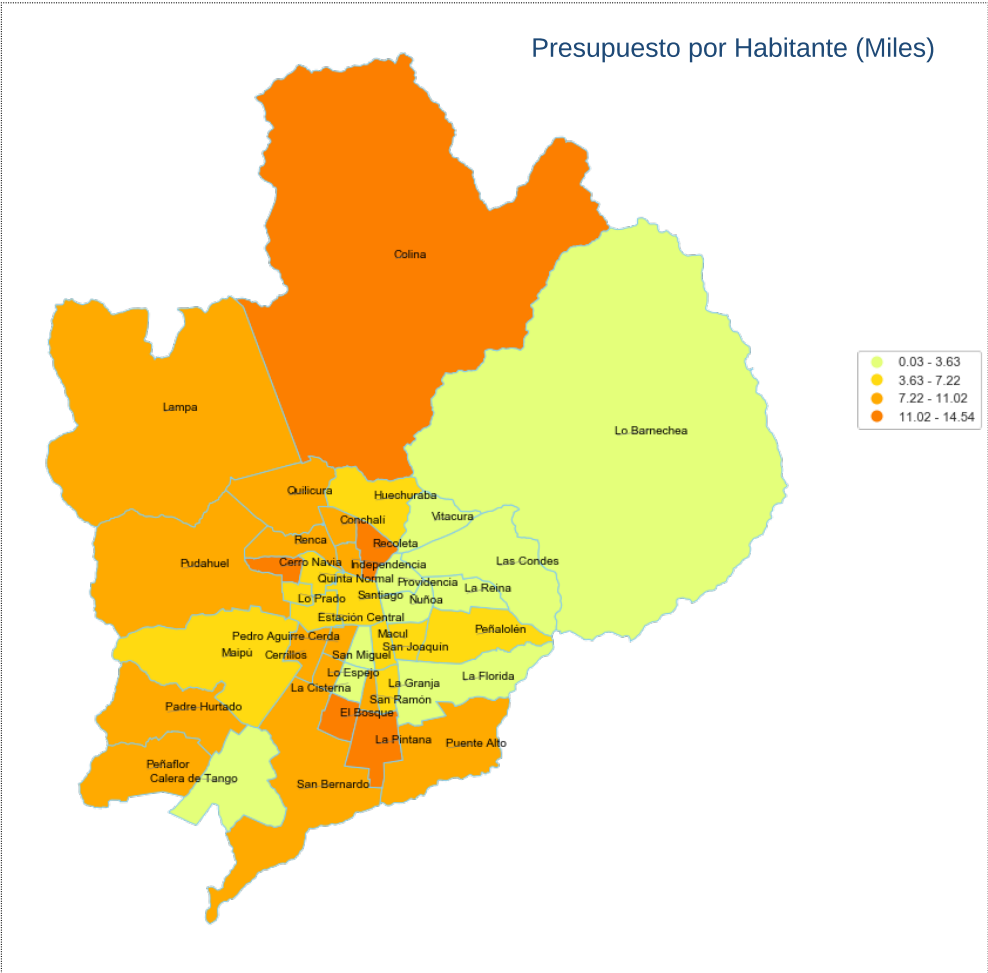 Presupuesto por Habitante (Miles)
Colina
0.03 - 3.63
3.63 - 7.22
7.22 - 11.02
11.02 - 14.54
Lampa
Lo Barnechea
Quilicura
Huechuraba
Vitacura
Conchalí
Renca
Recoleta
Pudahuel
Cerro Navia
Independencia
Las Condes
Quinta Normal
Providencia
La Reina
Lo Prado
Santiago
Ñuñoa
Estación Central
Peñalolén
Pedro Aguirre Cerda
Macul
San Joaquín
Maipú
Cerrillos
San Miguel
Lo Espejo
La Florida
La Cisterna
La Granja
San Ramón
Padre Hurtado
El Bosque
La Pintana
Puente Alto
Peñaflor
Calera de Tango
San Bernardo